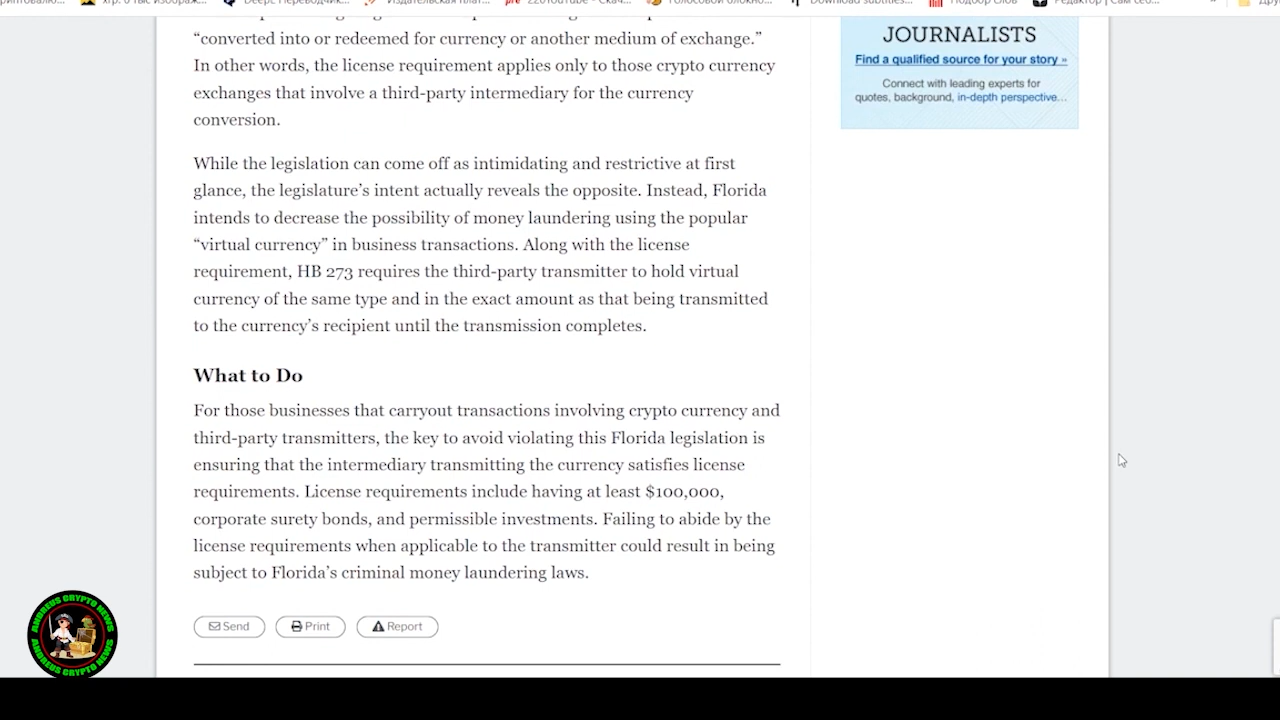 JOURNALISTS
Find a qualified source for your story »
Connect with leading experts for
quotes, background, in-depth perspective...
“converted into or redeemed for currency or another medium of exchange.”
In other words, the license requirement applies only to those crypto currency
exchanges that involve a third-party intermediary for the currency
conversion.
While the legislation can come off as intimidating and restrictive at first
glance, the legislature’s intent actually reveals the opposite. Instead, Florida
intends to decrease the possibility of money laundering using the popular
“virtual currency” in business transactions. Along with the license
requirement, HB 273 requires the third-party transmitter to hold virtual
currency of the same type and in the exact amount as that being transmitted
to the currency’s recipient until the transmission completes.
What to Do
For those businesses that carryout transactions involving crypto currency and
third-party transmitters, the key to avoid violating this Florida legislation is
ensuring that the intermediary transmitting the currency satisfies license
requirements. License requirements include having at least $100,000,
corporate surety bonds, and permissible investments. Failing to abide by the
license requirements when applicable to the transmitter could result in being
subject to Florida’s criminal money laundering laws.
Send Print Report
ANDREUS CRYPTO NEWS
ANDREUS CRYPTO NEWS